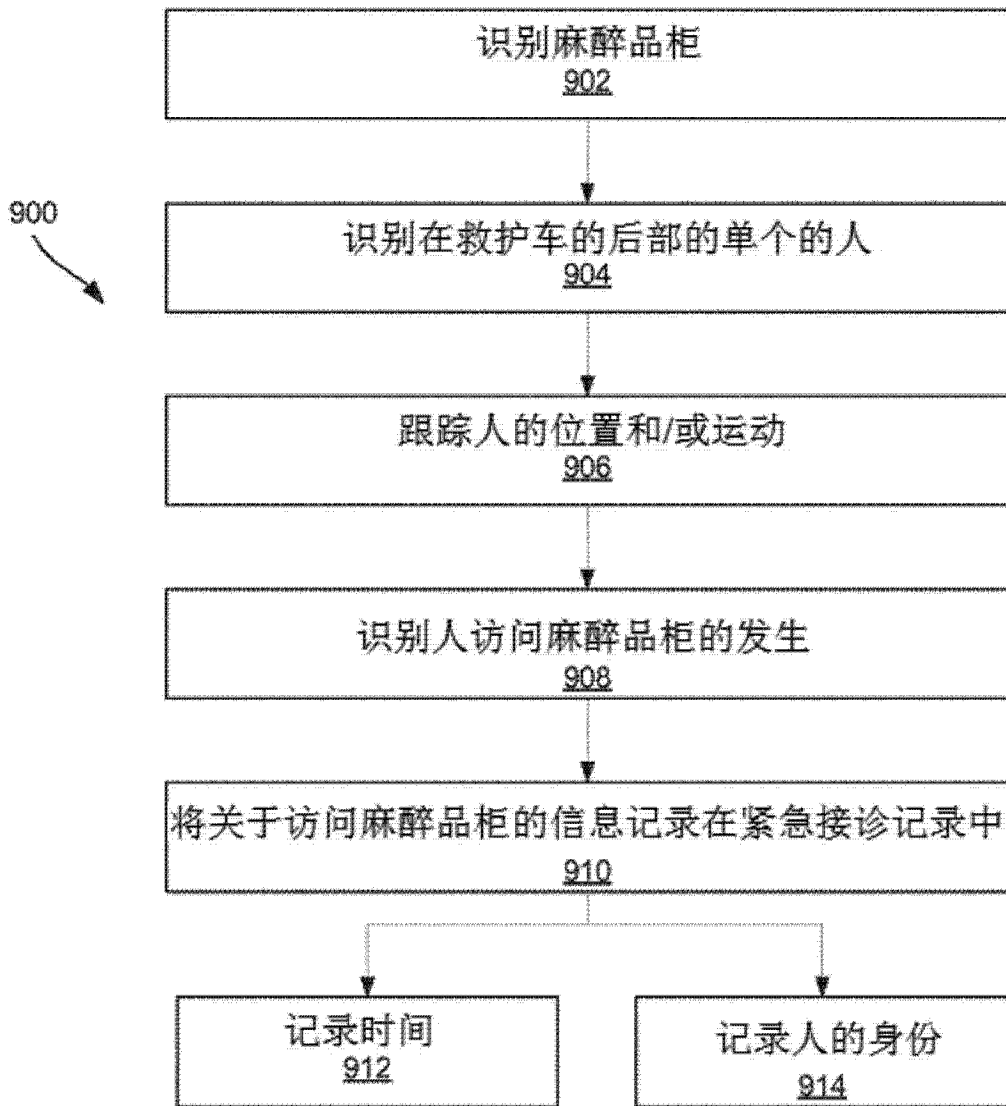 识别麻醉品柜
902
900
识别在救护车的后部的单个的人
904
跟踪人的位置和/或运动
906
识别人访问麻醉品柜的发生
908
将关于访问麻醉品柜的信息记录在紧急接诊记录中
910
记录时间
912
记录人的身份
914